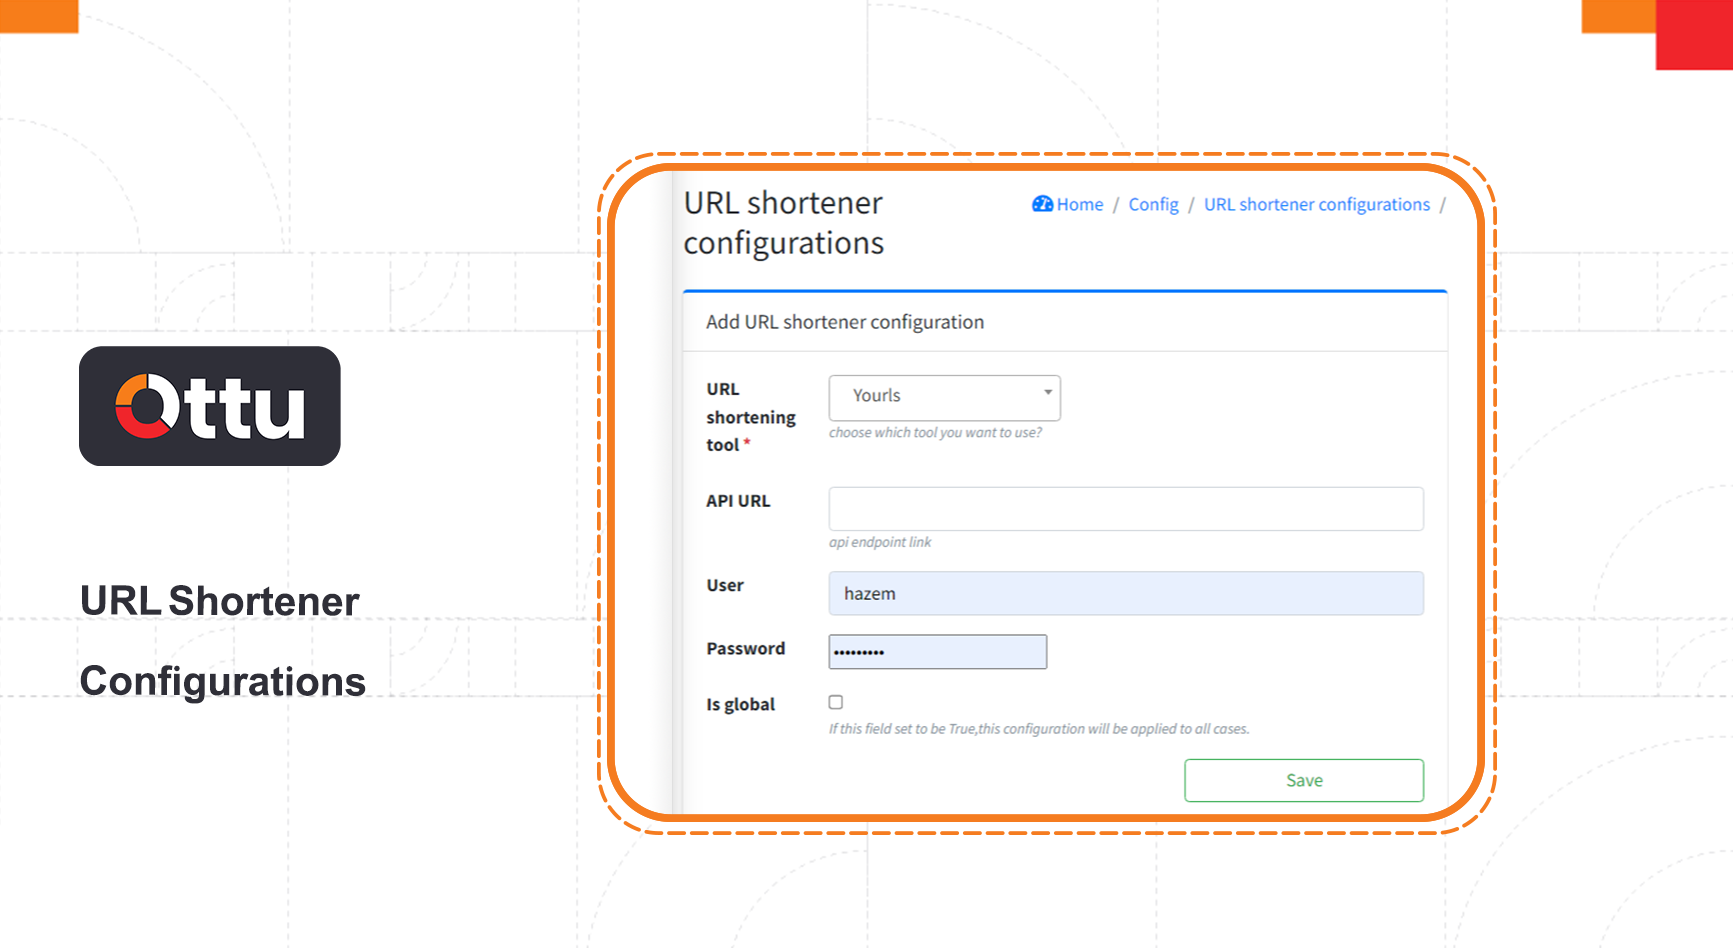 Ottu
URL Shortener
Configurations
URL shortener
configurations
Home / Config / URL shortener configurations /
Add URL shortener configuration
URL
shortening
tool *
Yourls
choose which tool you want to use?
API URL
api endpoint link
User
hazem
Password
•••••••••
Is global
If this field set to be True,this configuration will be applied to all cases.
Save